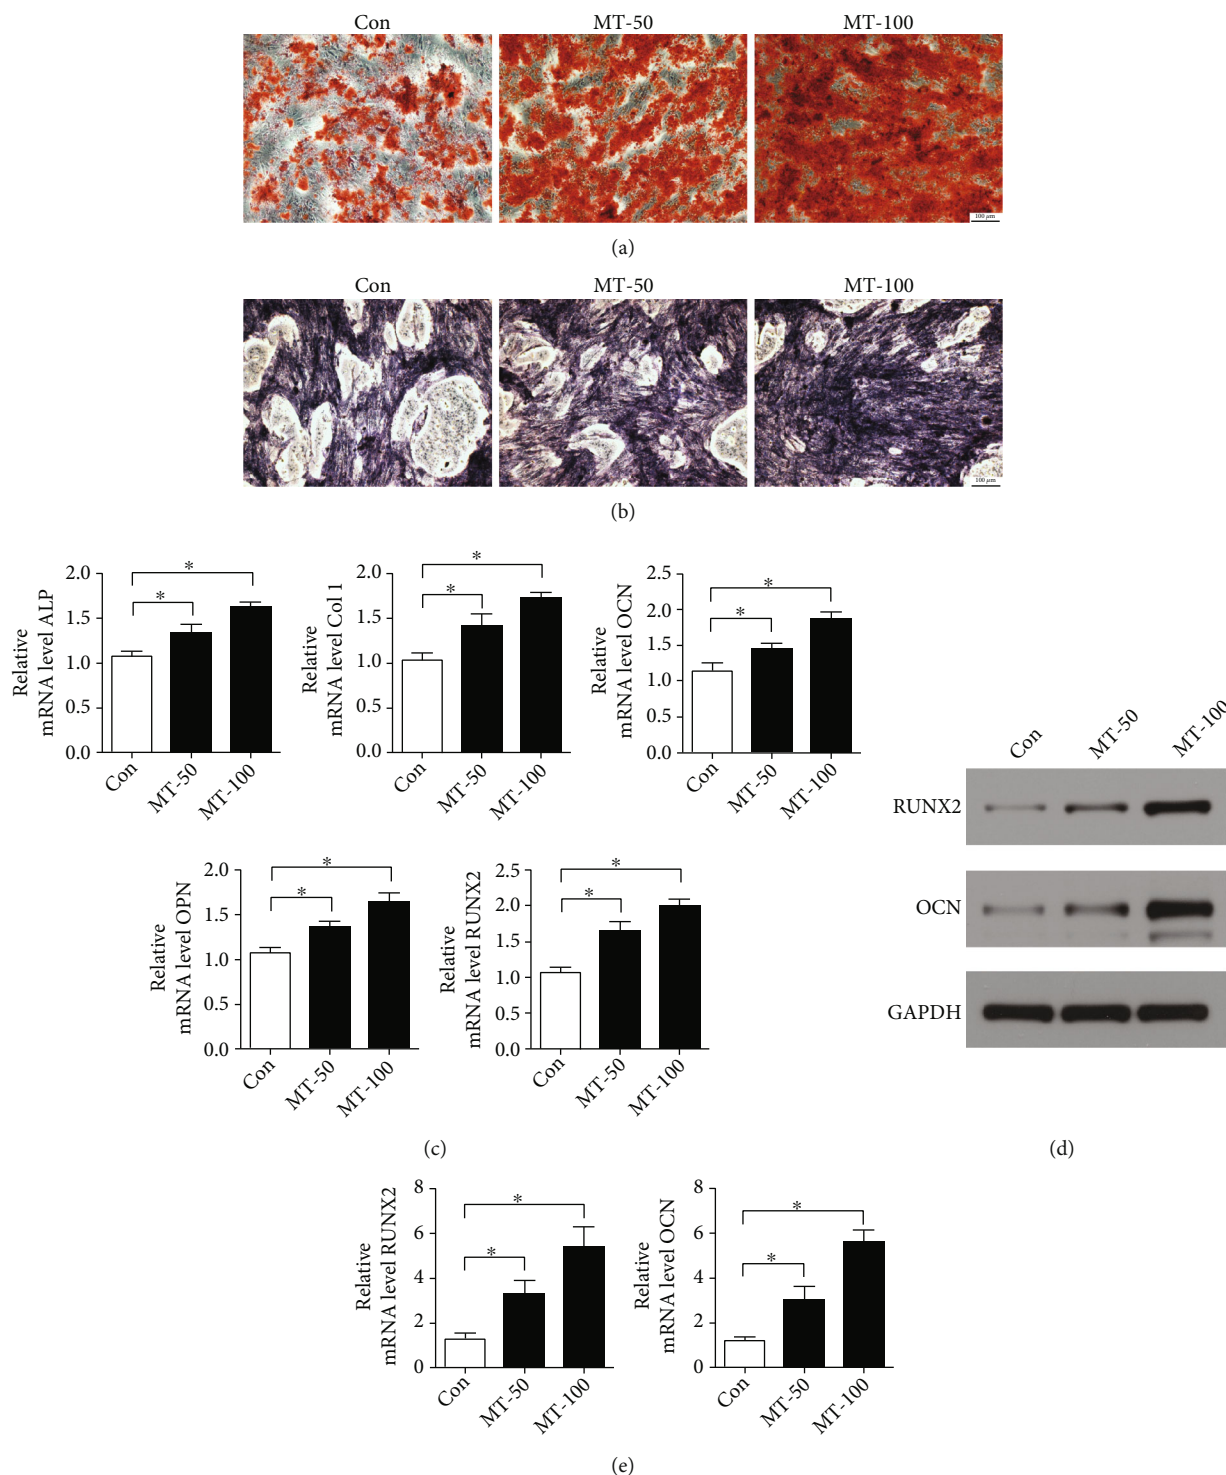 Con MT-50 MT-100
100 µm
(a)
Con MT-50 MT-100
100 µm
(b)
Relative
mRNA level ALP
2.0
1.5
1.0
0.5
0.0
* *
Con MT-50 MT-100
Relative
mRNA level Col 1
2.0
1.5
1.0
0.5
0.0
* *
Con MT-50 MT-100
Relative
mRNA level OCN
2.5
2.0
1.5
1.0
0.5
0.0
* *
Con MT-50 MT-100
Relative
mRNA level OPN
2.0
1.5
1.0
0.5
0.0
* *
Con MT-50 MT-100
Relative
mRNA level RUNX2
2.5
2.0
1.5
1.0
0.5
0.0
* *
Con MT-50 MT-100
(c)
Con MT-50 MT-100
RUNX2
OCN
GAPDH
(d)
Relative
mRNA level RUNX2
8
6
4
2
0
* *
Con MT-50 MT-100
Relative
mRNA level OCN
8
6
4
2
0
* *
Con MT-50 MT-100
(e)